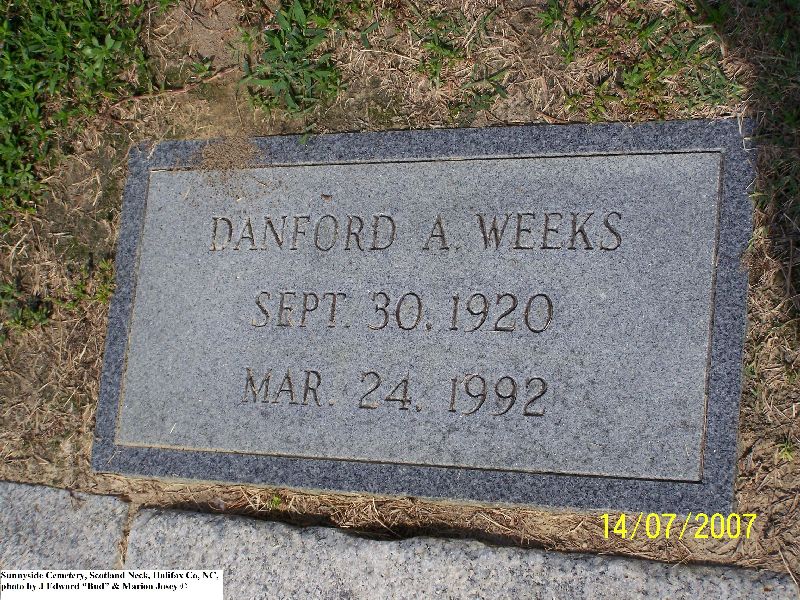 DANFORD A. WEEKS
SEPT. 30, 1920
MAR. 24, 1992
14/07/2007
Sunnyside Cemetery, Scotland Neck, Halifax Co, NC,
photo by J Edward "Bud" & Marion Josey ©